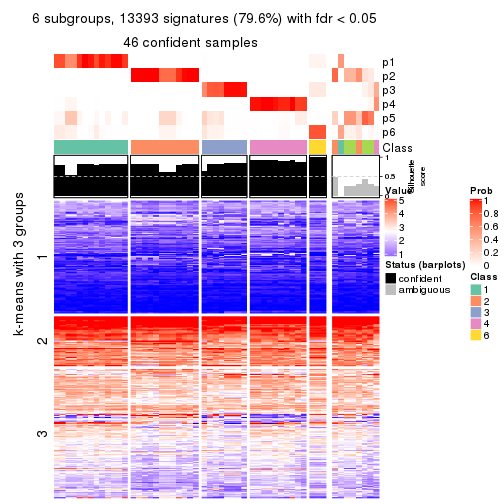 6 subgroups, 13393 signatures (79.6%) with fdr < 0.05
46 confident samples
p1
p2
p3
p4
p5
p6
Class
1
0.5
0
Silhouette
score
k-means with 3 groups
1
2
3
Value
5
4
3
2
1
Status (barplots)
confident
ambiguous
Prob
1
0.8
0.6
0.4
0.2
0
Class
1
2
3
4
6